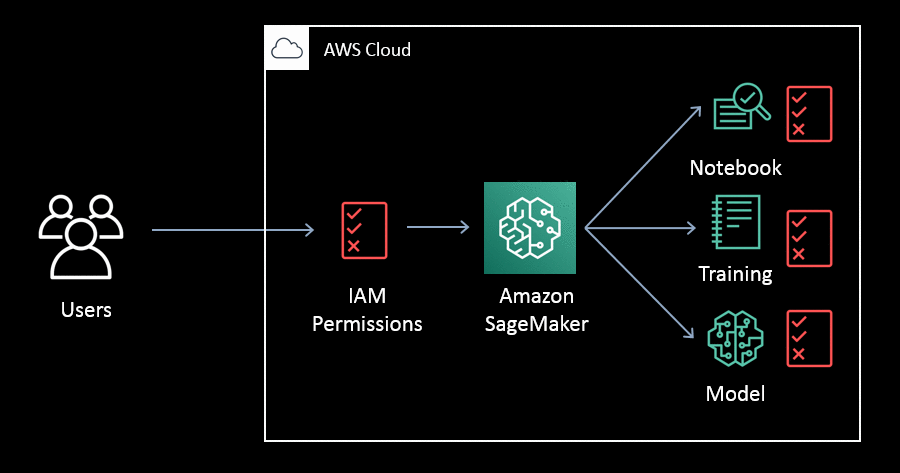 AWS Cloud
Users
IAM
Permissions
Amazon
SageMaker
Notebook
Training
Model